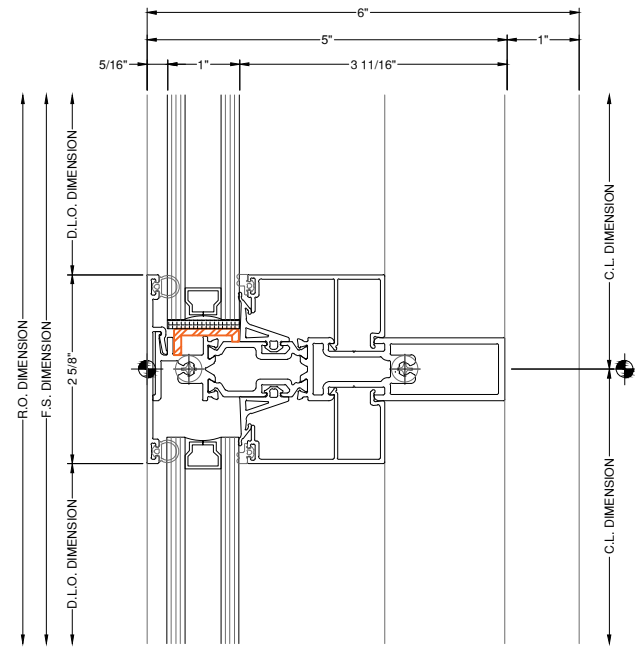 6"
5"
1"
5/16"
1"
3 11/16"
R.O. DIMENSION
F.S. DIMENSION
D.L.O. DIMENSION
2 5/8"
D.L.O. DIMENSION
C.L. DIMENSION
C.L. DIMENSION